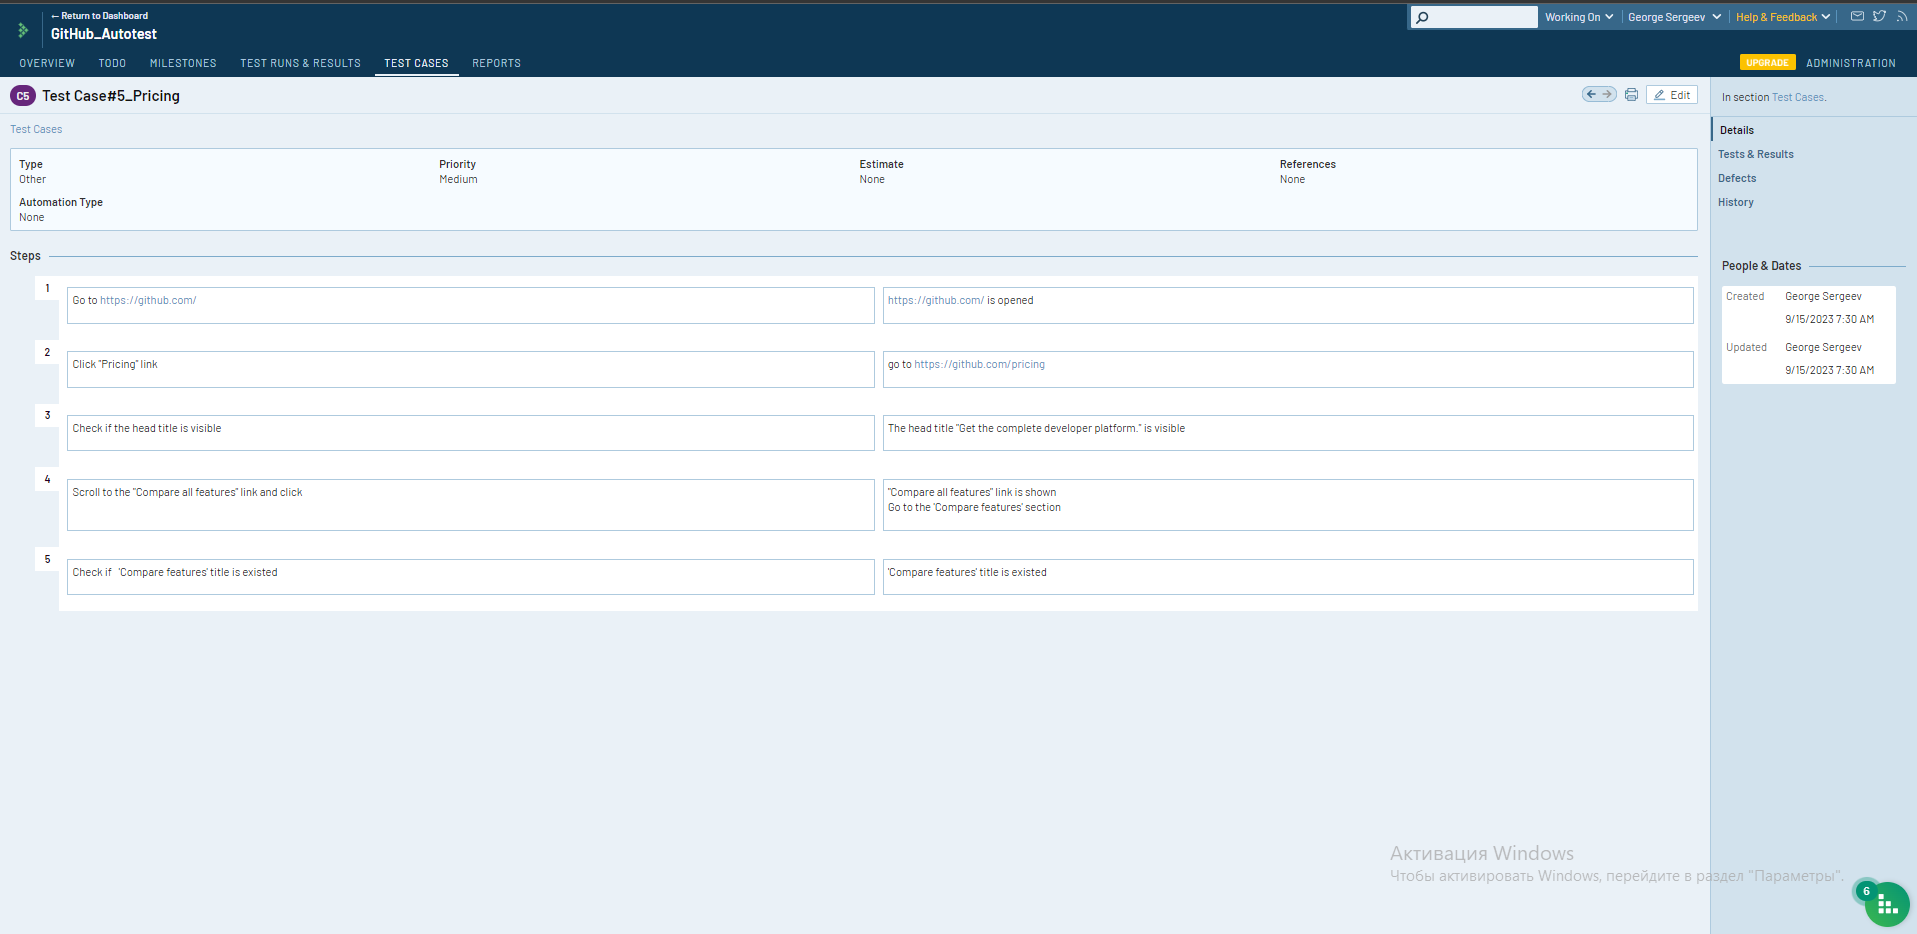 ← Return to Dashboard
GitHub_Autotest
Working On
George Sergeev
Help & Feedback
OVERVIEW
TODO
MILESTONES
TEST RUNS & RESULTS
TEST CASES
REPORTS
UPGRADE
ADMINISTRATION
C5
Test Case#5_Pricing
Edit
Test Cases
Type
Other
Priority
Medium
Estimate
None
References
None
Automation Type
None
Steps
1
Go to https://github.com/
https://github.com/ is opened
2
Click "Pricing" link
go to https://github.com/pricing
3
Check if the head title is visible
The head title "Get the complete developer platform." is visible
4
Scroll to the "Compare all features" link and click
"Compare all features" link is shown
Go to the 'Compare features' section
5
Check if  'Compare features' title is existed
'Compare features' title is existed
In section Test Cases.
Details
Tests & Results
Defects
History
People & Dates
Created
George Sergeev
9/15/2023 7:30 AM
Updated
George Sergeev
9/15/2023 7:30 AM
Активация Windows
Чтобы активировать Windows, перейдите в раздел "Параметры".
6